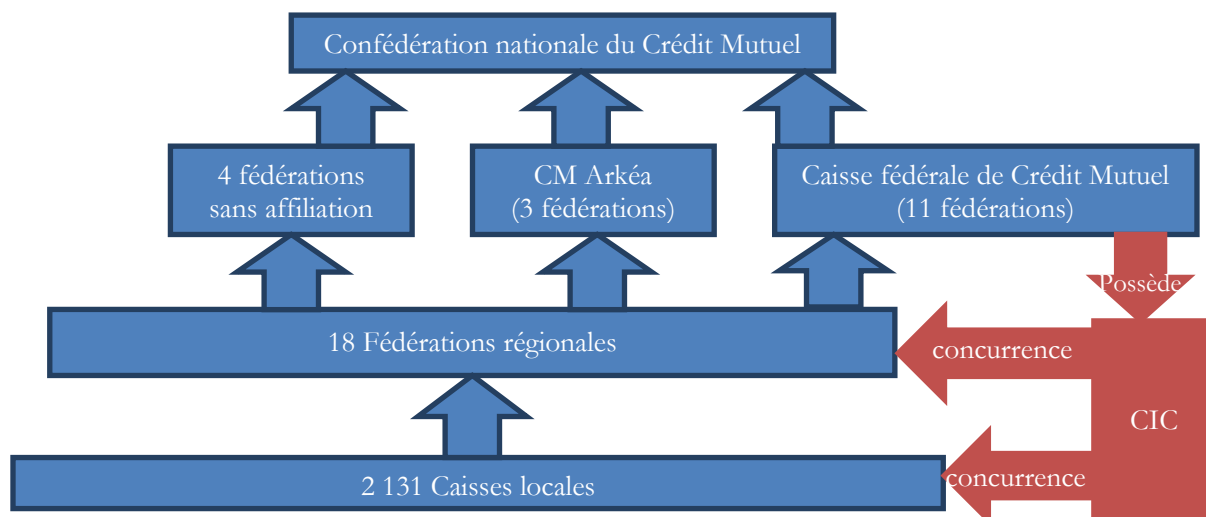 Confédération nationale du Crédit Mutuel
4 fédérations
sans affiliation
CM Arkéa
(3 fédérations)
Caisse fédérale de Crédit Mutuel
(11 fédérations)
Possède
18 Fédérations régionales
concurrence
CIC
2 131 Caisses locales
concurrence